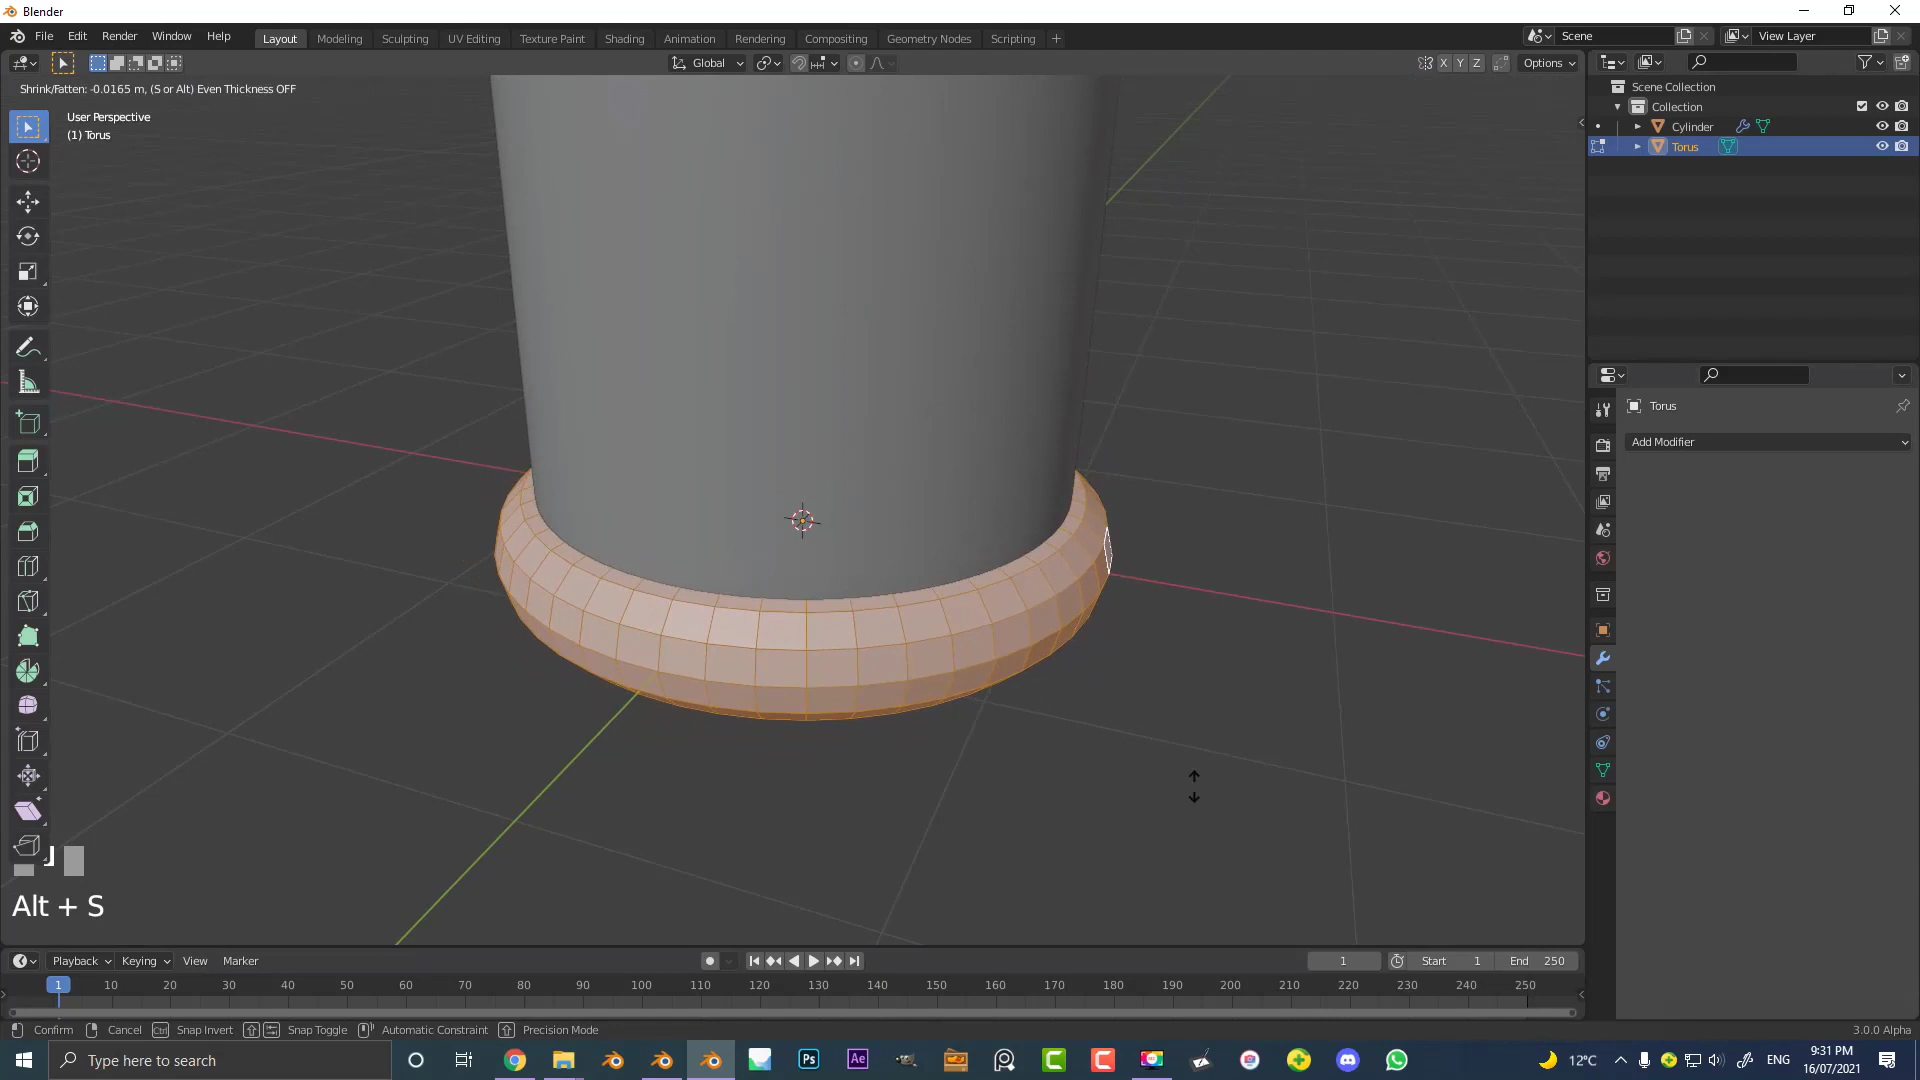 Blender
File Edit Render Window Help
Layout Modeling Sculpting UV Editing Texture Paint Shading Animation Rendering Compositing Geometry Nodes Scripting +
Scene
View Layer
Global
X Y Z
Options
Shrink/Fatten: -0.0165 m, (S or Alt) Even Thickness OFF
User Perspective
(1) Torus
Scene Collection
Collection
Cylinder
Torus
Torus
Add Modifier
Alt + S
Playback Keying View Marker
1
Start 1
End 250
1 10 20 30 40 50 60 70 80 90 100 110 120 130 140 150 160 170 180 190 200 210 220 230 240 250
Confirm Cancel Ctrl Snap Invert Snap Toggle Automatic Constraint Precision Mode
3.0.0 Alpha
Type here to search
Ps
Ae
12°C
ENG
9:31 PM
16/07/2021